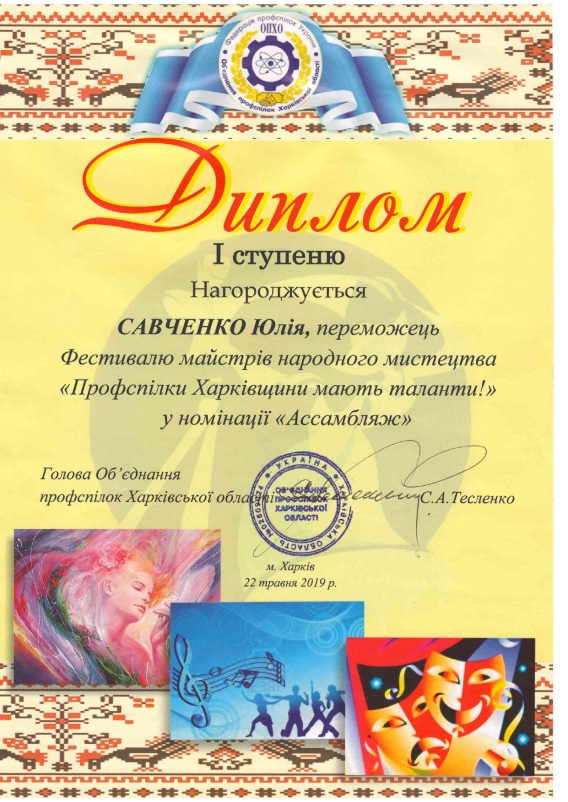 Федерація профспілок України
ОПХО
Об'єднання профспілок Харківської області
Диплом
І ступеню
Нагороджується
САВЧЕНКО Юлія, переможець
Фестивалю майстрів народного мистецтва
«Профспілки Харківщини мають таланти!»
у номінації «Ассамбляж»
Голова Об’єднання
профспілок Харківської області
С.А.Тесленко
УКРАЇНА
ХАРКІВСЬКА ОБЛАСТЬ
ОБ'ЄДНАННЯ
ПРОФСПІЛОК
ХАРКІВСЬКОЇ
ОБЛАСТІ
м. Харків
22 травня 2019 р.